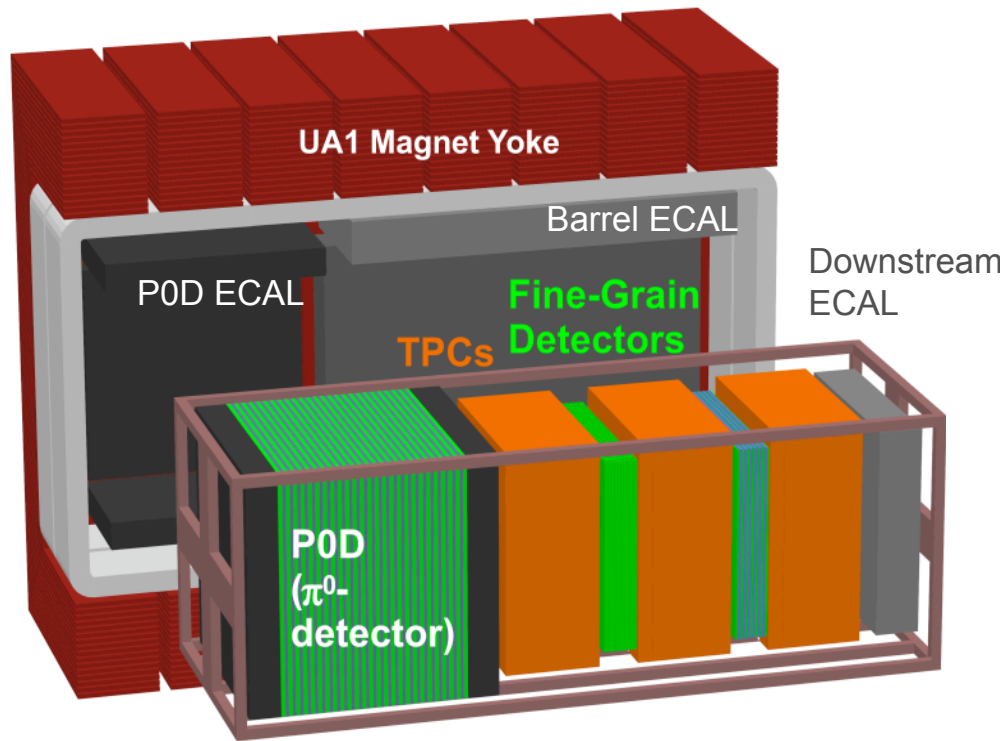 UA1 Magnet Yoke
Barrel ECAL
P0D ECAL
Downstream
ECAL
Fine-Grain
Detectors
TPCs
P0D
(π⁰-
detector)